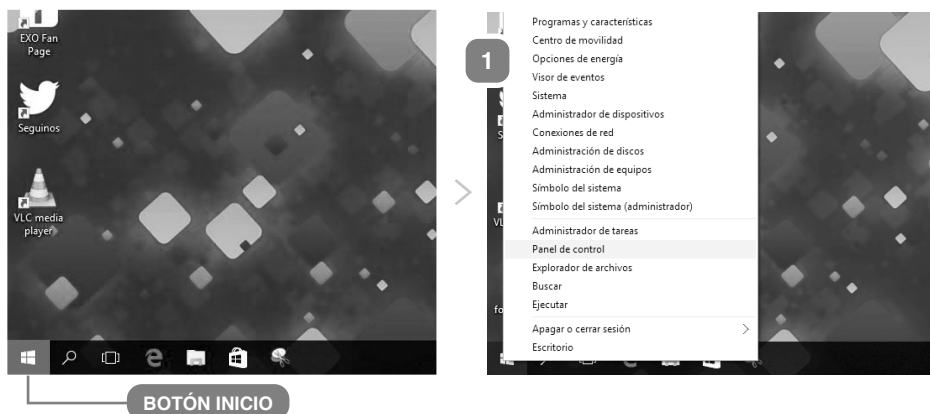 EXO Fan
Page
Seguinos
VLC media
player
BOTÓN INICIO
1
Programas y características
Centro de movilidad
Opciones de energía
Visor de eventos
Sistema
Administrador de dispositivos
Conexiones de red
Administración de discos
Administración de equipos
Símbolo del sistema
Símbolo del sistema (administrador)
Administrador de tareas
Panel de control
Explorador de archivos
Buscar
Ejecutar
Apagar o cerrar sesión
Escritorio